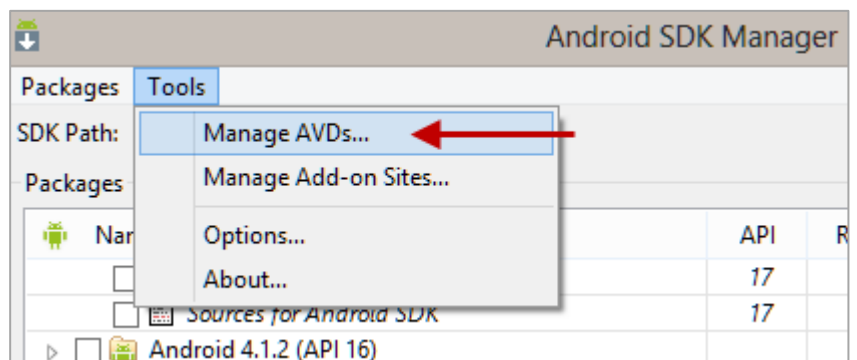 Android SDK Manager
Packages Tools
SDK Path:
Manage AVDs...
Manage Add-on Sites...
Packages
Options...
About...
API
17
Sources for Android SDK 17
Android 4.1.2 (API 16)